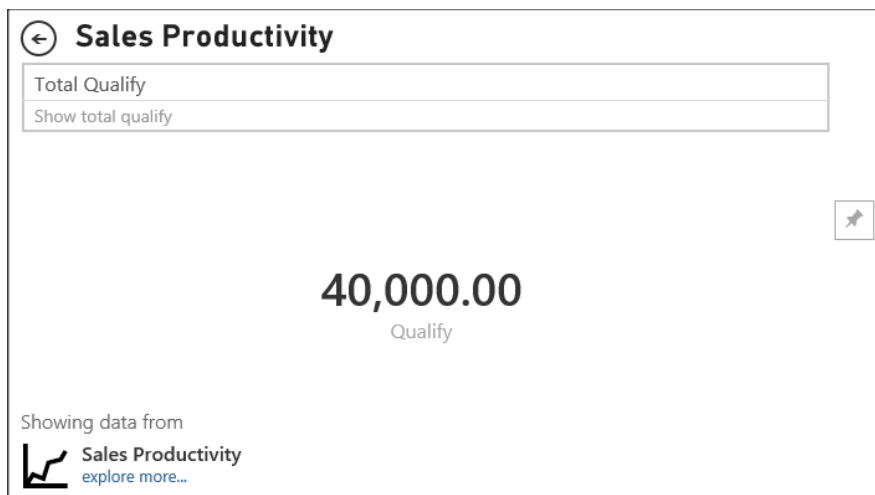 Sales Productivity
Total Qualify
Show total qualify
40,000.00
Qualify
Showing data from
Sales Productivity
explore more...